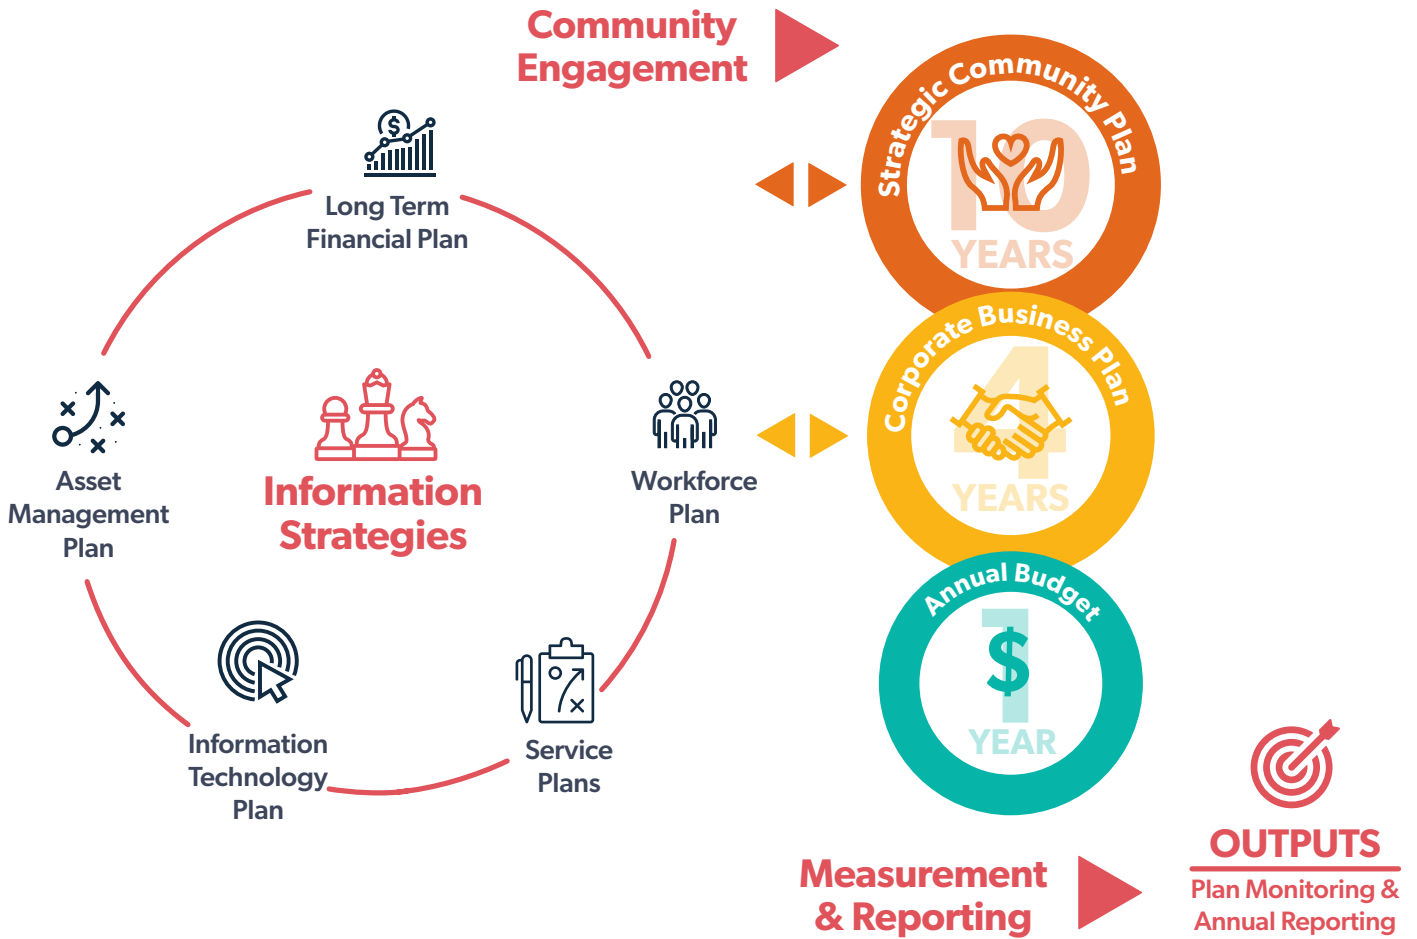 Community
Engagement
Strategic Community Plan
10
YEARS
Long Term
Financial Plan
Corporate Business Plan
4
YEARS
Asset
Management
Plan
Information
Strategies
Workforce
Plan
Annual Budget
1
$
YEAR
Information
Technology
Plan
Service
Plans
Measurement
& Reporting
OUTPUTS
Plan Monitoring &
Annual Reporting